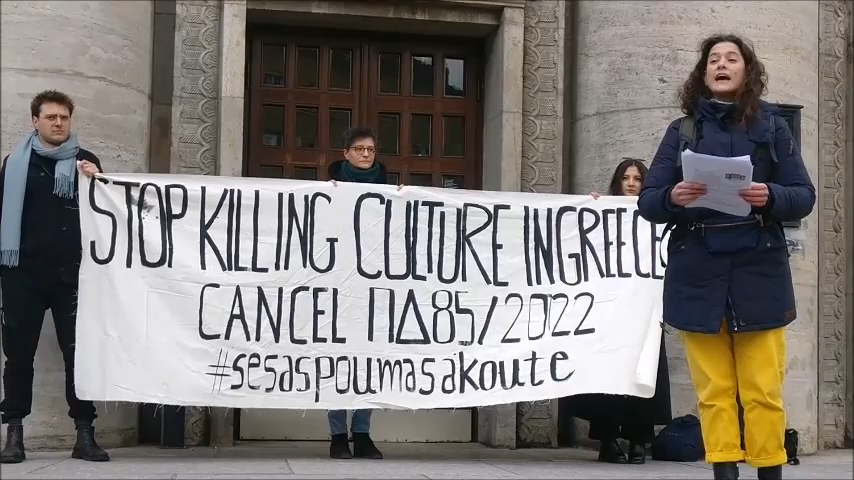 STOP KILLING CULTURE IN GREECE
CANCEL ΠΔ85/2022
#sesaspoumasakoute